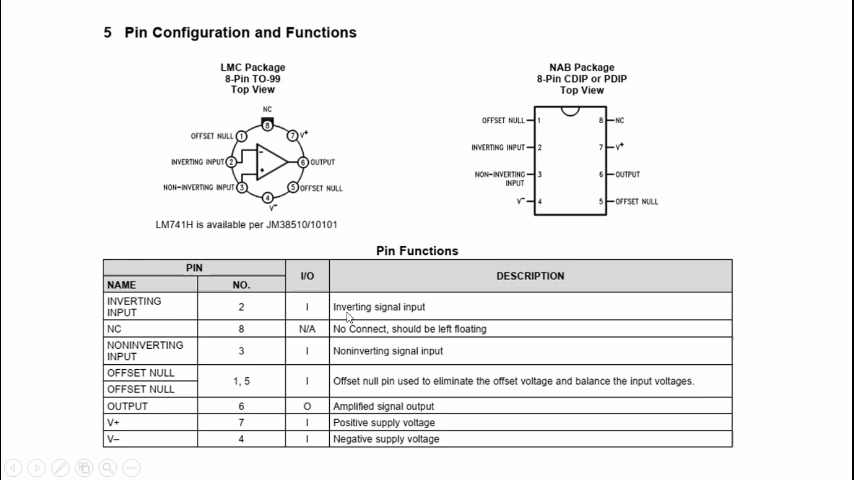 5 Pin Configuration and Functions
LMC Package
8-Pin TO-99
Top View
NC
8
OFFSET NULL 1
7 V+
INVERTING INPUT 2
−
6 OUTPUT
+
NON-INVERTING INPUT 3
5 OFFSET NULL
4
V−
LM741H is available per JM38510/10101
NAB Package
8-Pin CDIP or PDIP
Top View
OFFSET NULL 1 8 NC
INVERTING INPUT 2 7 V+
NON-INVERTING INPUT 3 6 OUTPUT
V− 4 5 OFFSET NULL
Pin Functions
PIN I/O DESCRIPTION
NAME NO.
INVERTING INPUT 2 I Inverting signal input
NC 8 N/A No Connect, should be left floating
NONINVERTING INPUT 3 I Noninverting signal input
OFFSET NULL
OFFSET NULL 1, 5 I Offset null pin used to eliminate the offset voltage and balance the input voltages.
OUTPUT 6 O Amplified signal output
V+ 7 I Positive supply voltage
V– 4 I Negative supply voltage